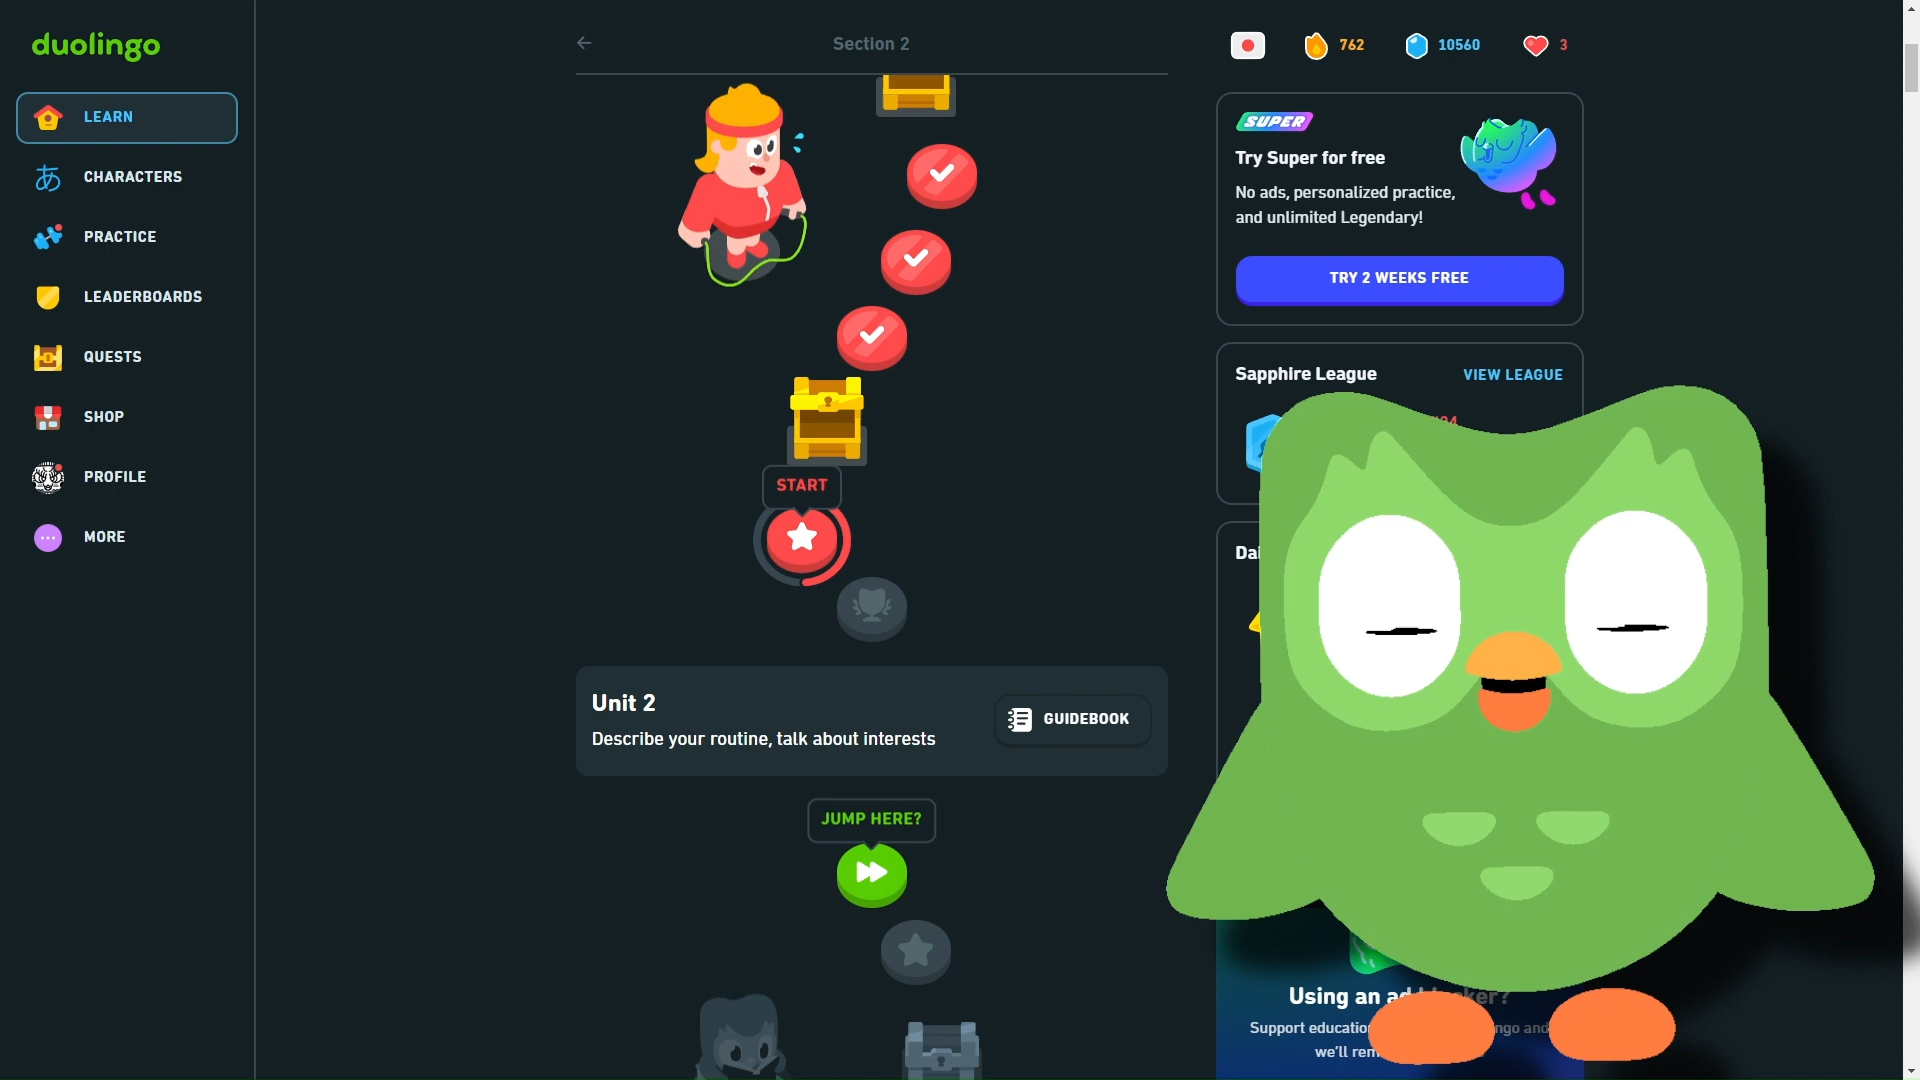 duolingo
LEARN
あ CHARACTERS
PRACTICE
LEADERBOARDS
QUESTS
SHOP
PROFILE
MORE
Section 2
START
Unit 2
Describe your routine, talk about interests
GUIDEBOOK
JUMP HERE?
762
10560
3
SUPER
Try Super for free
No ads, personalized practice,
and unlimited Legendary!
TRY 2 WEEKS FREE
Sapphire League
VIEW LEAGUE
Using an ad
Support